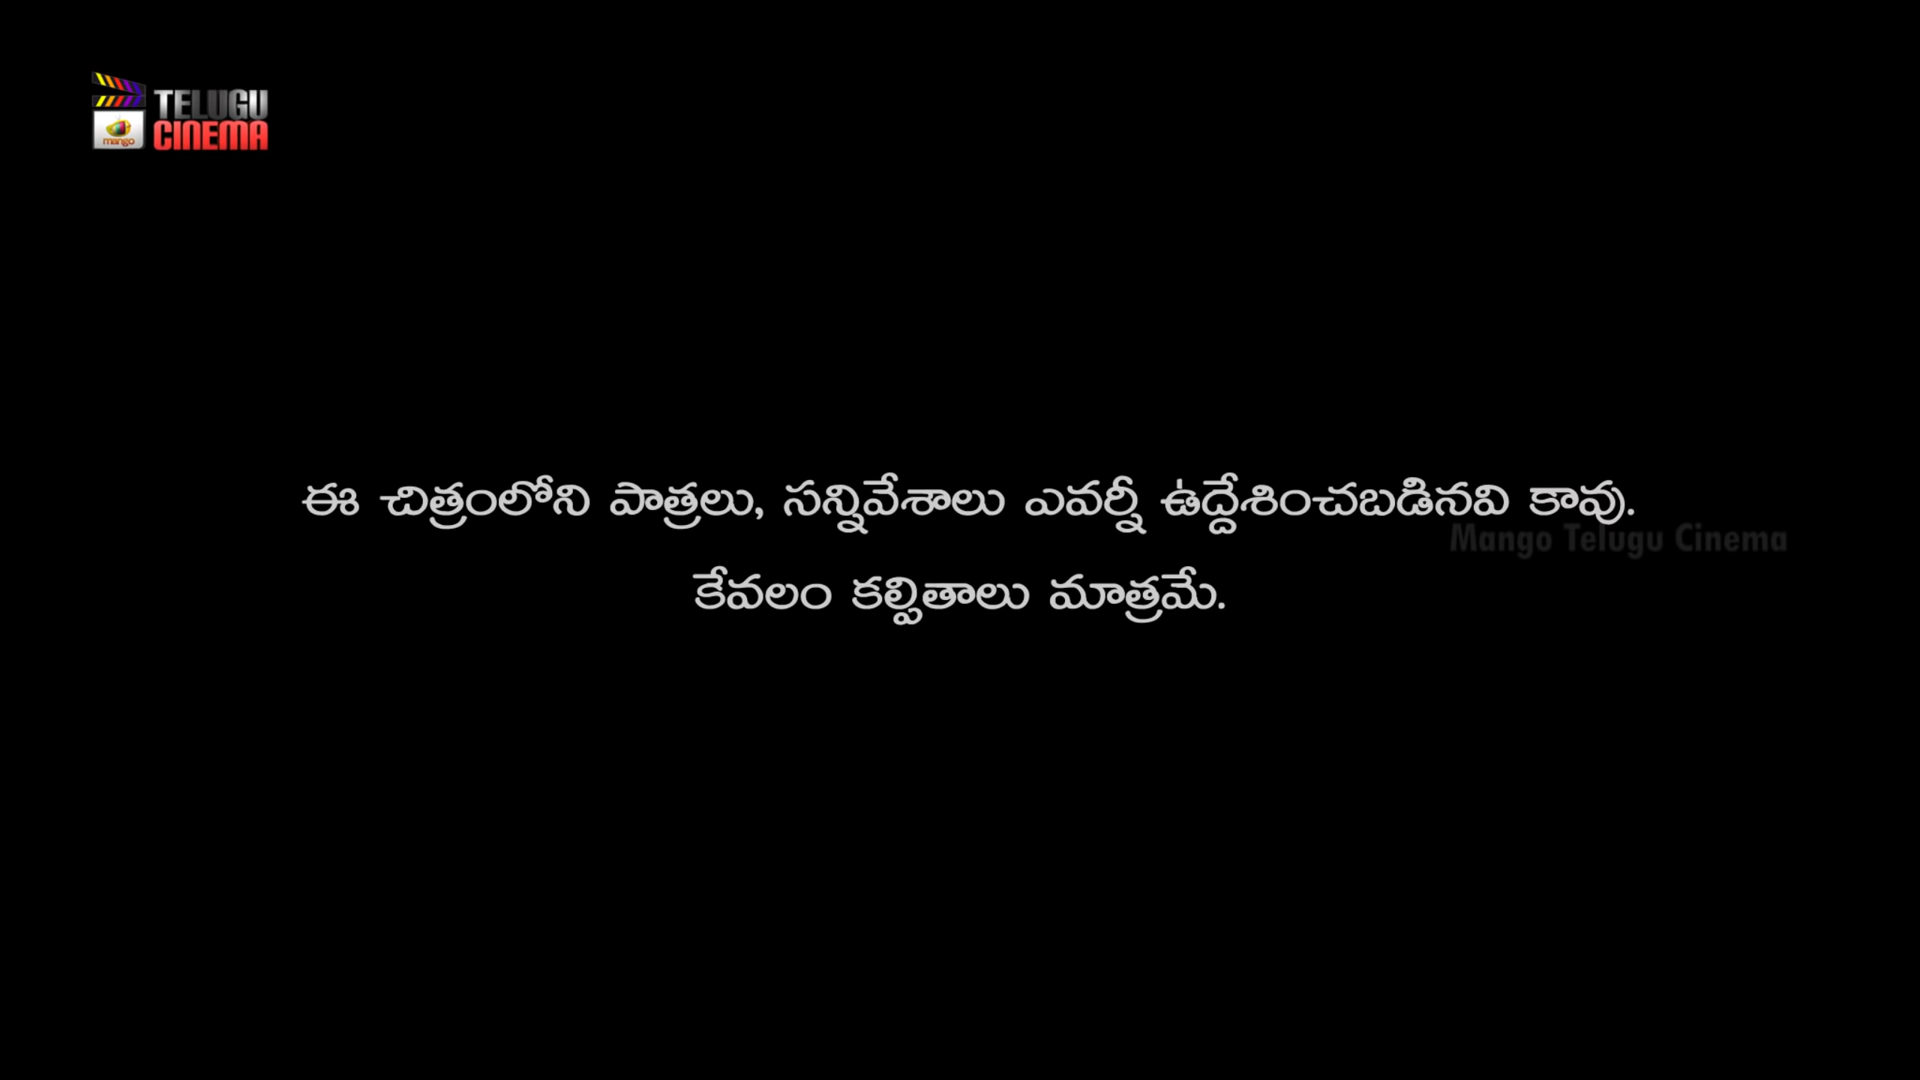 TELUGU
CINEMA
mango
ఈ చిత్రంలోని పాత్రలు, సన్నివేశాలు ఎవర్నీ ఉద్దేశించబడినవి కావు.
Mango Telugu Cinema
కేవలం కల్పితాలు మాత్రమే.